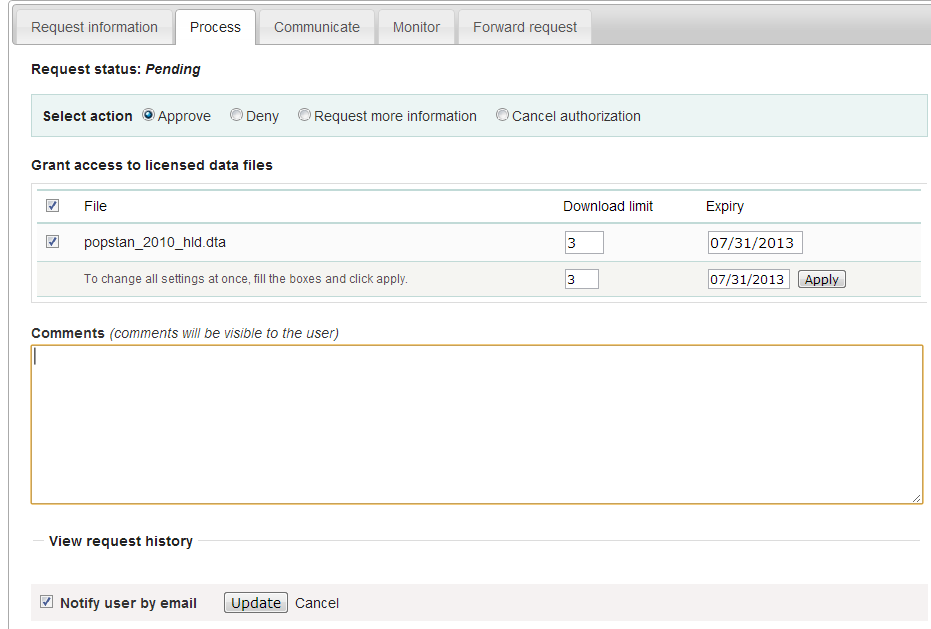 Request information Process Communicate Monitor Forward request
Request status: Pending
Select action Approve Deny Request more information Cancel authorization
Grant access to licensed data files
File Download limit Expiry
popstan_2010_hld.dta 3 07/31/2013
To change all settings at once, fill the boxes and click apply. 3 07/31/2013 Apply
Comments (comments will be visible to the user)
View request history
Notify user by email Update Cancel